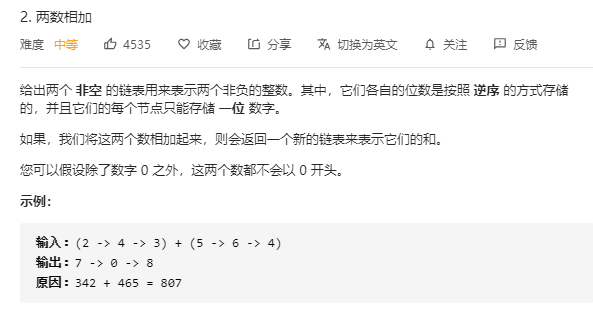 2. 两数相加
难度 中等 4535 收藏 分享 切换为英文 关注 反馈
给出两个 非空 的链表用来表示两个非负的整数。其中，它们各自的位数是按照 逆序 的方式存储
的，并且它们的每个节点只能存储 一位 数字。
如果，我们将这两个数相加起来，则会返回一个新的链表来表示它们的和。
您可以假设除了数字 0 之外，这两个数都不会以 0 开头。
示例：
输入：(2 -> 4 -> 3) + (5 -> 6 -> 4)
输出：7 -> 0 -> 8
原因：342 + 465 = 807